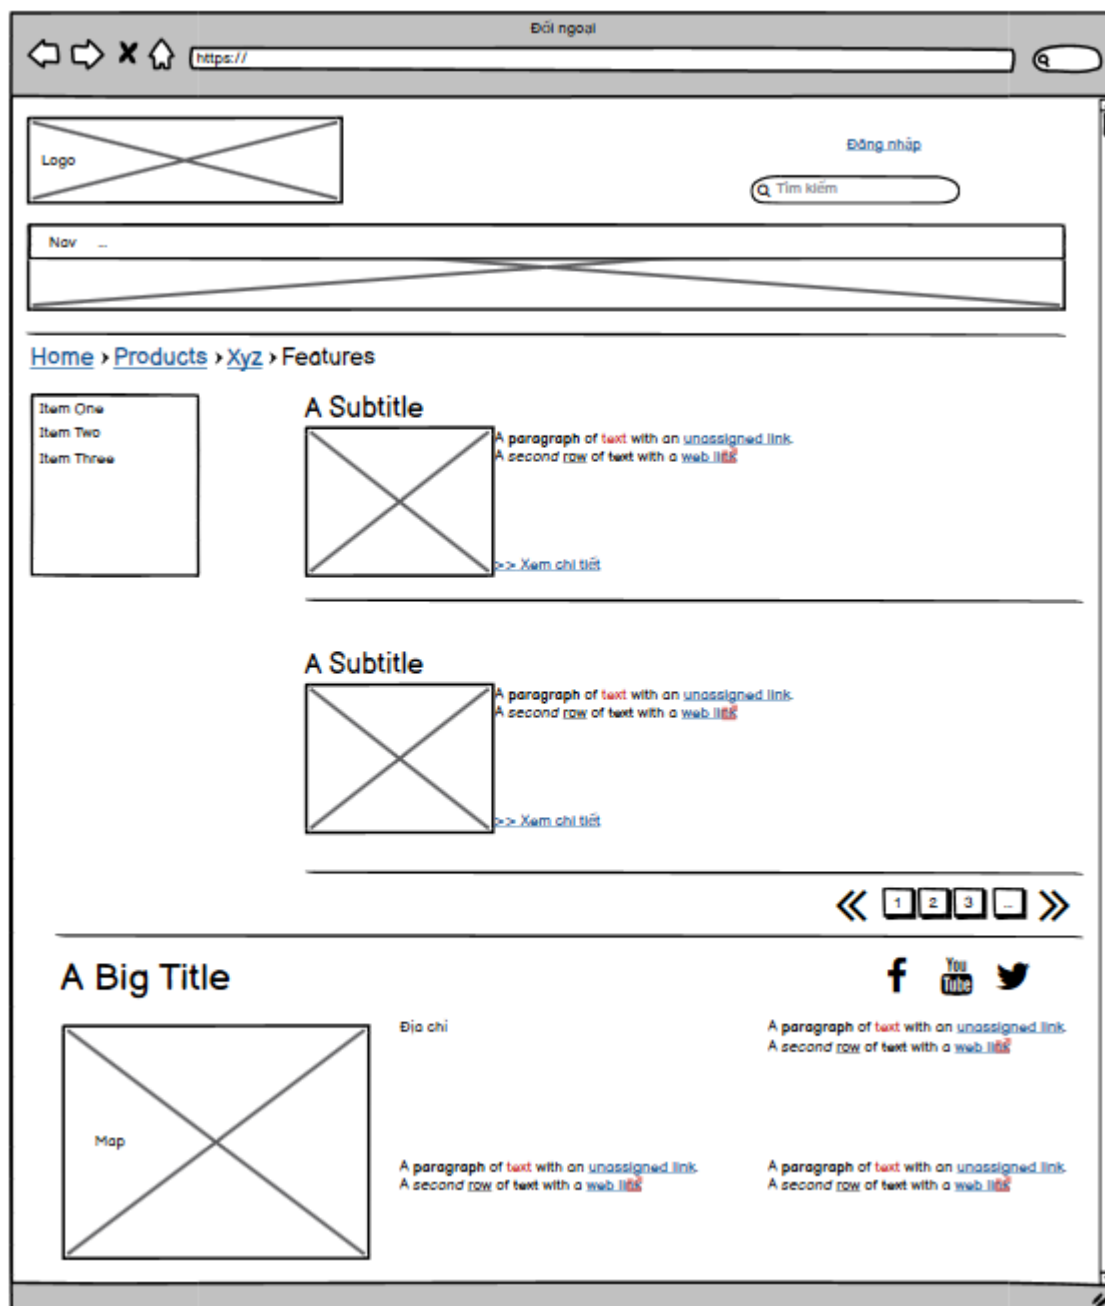 Đối ngoại
https://
Logo
Đăng nhập
Tìm kiếm
Nav ...
Home › Products › Xyz › Features
Item One
Item Two
Item Three
A Subtitle
A paragraph of text with an unassigned link.
A second row of text with a web link
>> Xem chi tiết
A Subtitle
A paragraph of text with an unassigned link.
A second row of text with a web link
>> Xem chi tiết
1 2 3 ...
A Big Title
You Tube
Map
Địa chỉ
A paragraph of text with an unassigned link.
A second row of text with a web link
A paragraph of text with an unassigned link.
A second row of text with a web link
A paragraph of text with an unassigned link.
A second row of text with a web link